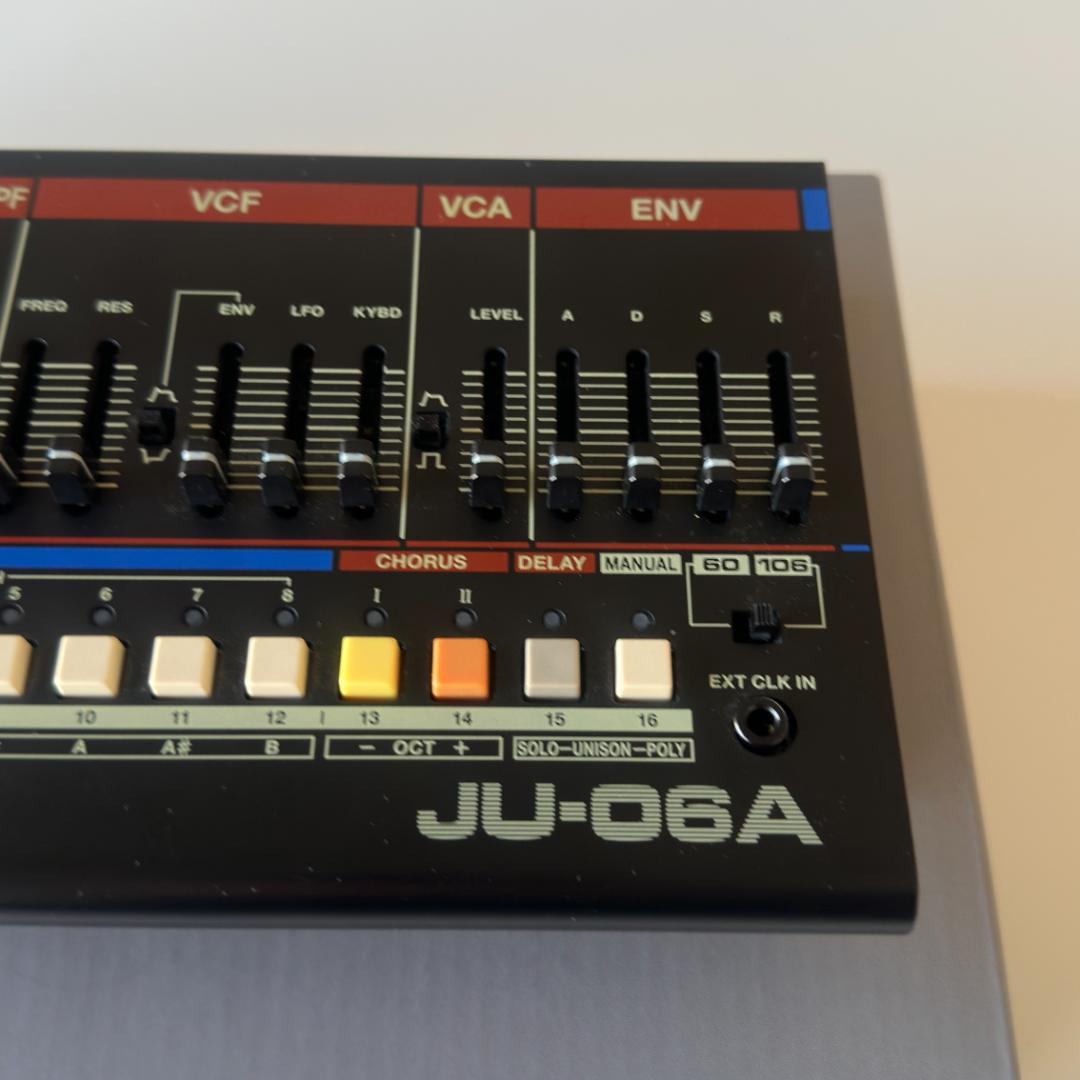 PF VCF VCA ENV
FREQ RES ENV LFO KYBD LEVEL A D S R
CHORUS DELAY MANUAL 60 106
5 6 7 8 I II
EXT CLK IN
10 11 12 13 14 15 16
A A# B - OCT + SOLO-UNISON-POLY
JU-06A